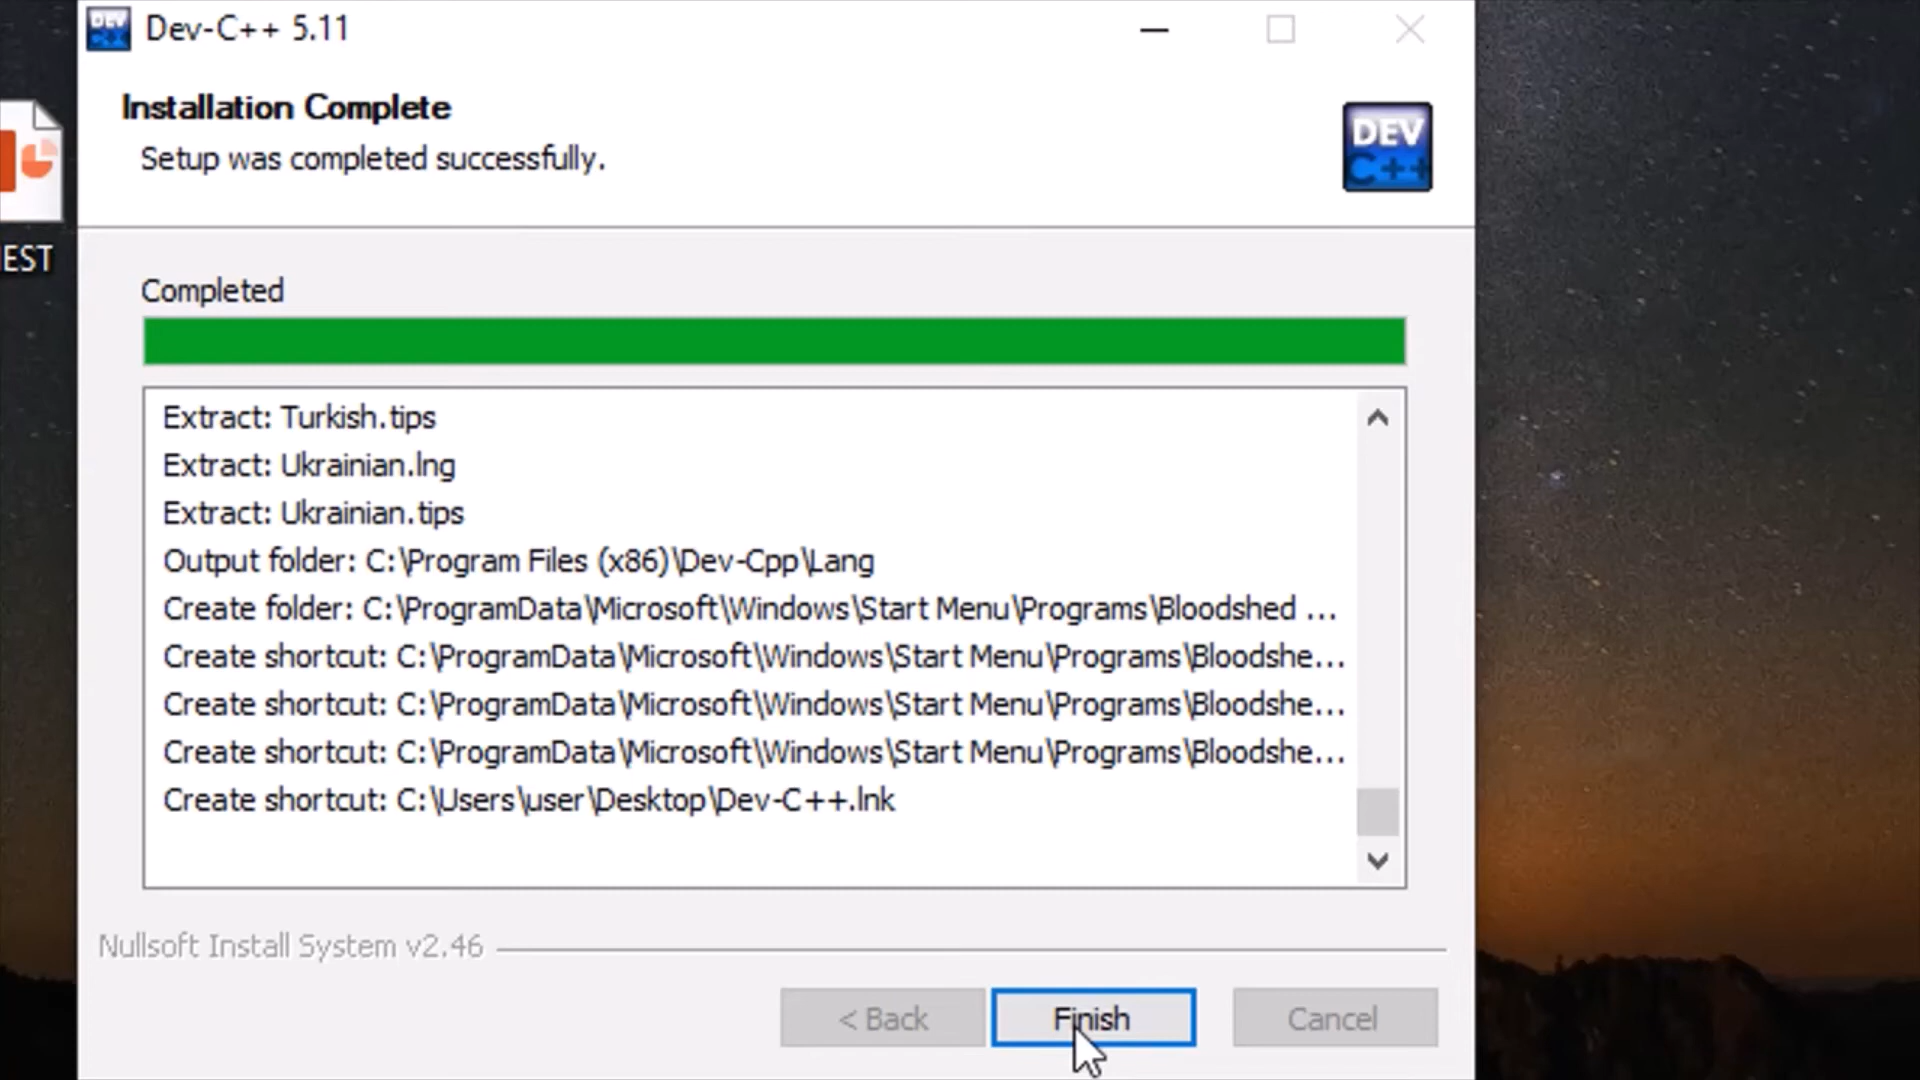 DEV
C++
Dev-C++ 5.11
Installation Complete
Setup was completed successfully.
DEV
C++
EST
Completed
Extract: Turkish.tips
Extract: Ukrainian.lng
Extract: Ukrainian.tips
Output folder: C:\Program Files (x86)\Dev-Cpp\Lang
Create folder: C:\ProgramData\Microsoft\Windows\Start Menu\Programs\Bloodshed ...
Create shortcut: C:\ProgramData\Microsoft\Windows\Start Menu\Programs\Bloodshe...
Create shortcut: C:\ProgramData\Microsoft\Windows\Start Menu\Programs\Bloodshe...
Create shortcut: C:\ProgramData\Microsoft\Windows\Start Menu\Programs\Bloodshe...
Create shortcut: C:\Users\user\Desktop\Dev-C++.lnk
Nullsoft Install System v2.46
< Back
Finish
Cancel